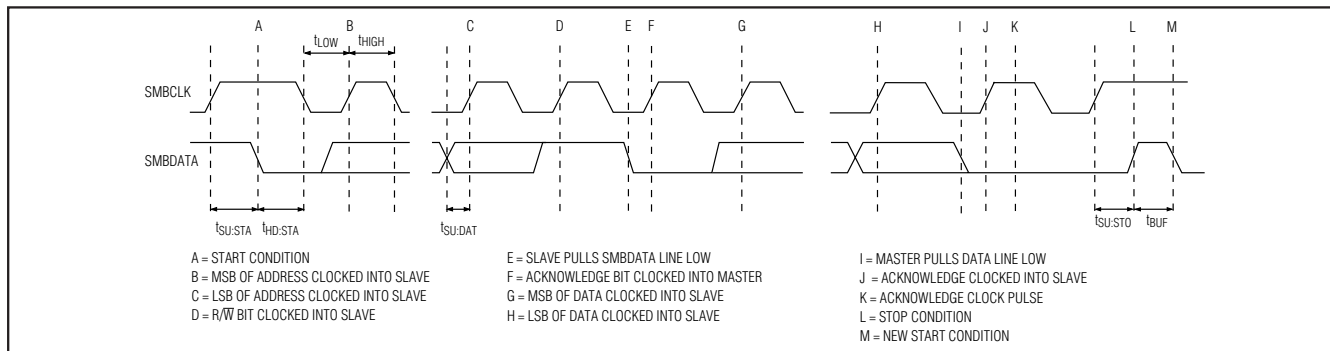 A B C D E F G H I J K L M
tLOW tHIGH
SMBCLK
SMBDATA
tSU:STA tHD:STA tSU:DAT tSU:STO tBUF
A = START CONDITION
B = MSB OF ADDRESS CLOCKED INTO SLAVE
C = LSB OF ADDRESS CLOCKED INTO SLAVE
D = R/W̅ BIT CLOCKED INTO SLAVE
E = SLAVE PULLS SMBDATA LINE LOW
F = ACKNOWLEDGE BIT CLOCKED INTO MASTER
G = MSB OF DATA CLOCKED INTO SLAVE
H = LSB OF DATA CLOCKED INTO SLAVE
I = MASTER PULLS DATA LINE LOW
J = ACKNOWLEDGE CLOCKED INTO SLAVE
K = ACKNOWLEDGE CLOCK PULSE
L = STOP CONDITION
M = NEW START CONDITION